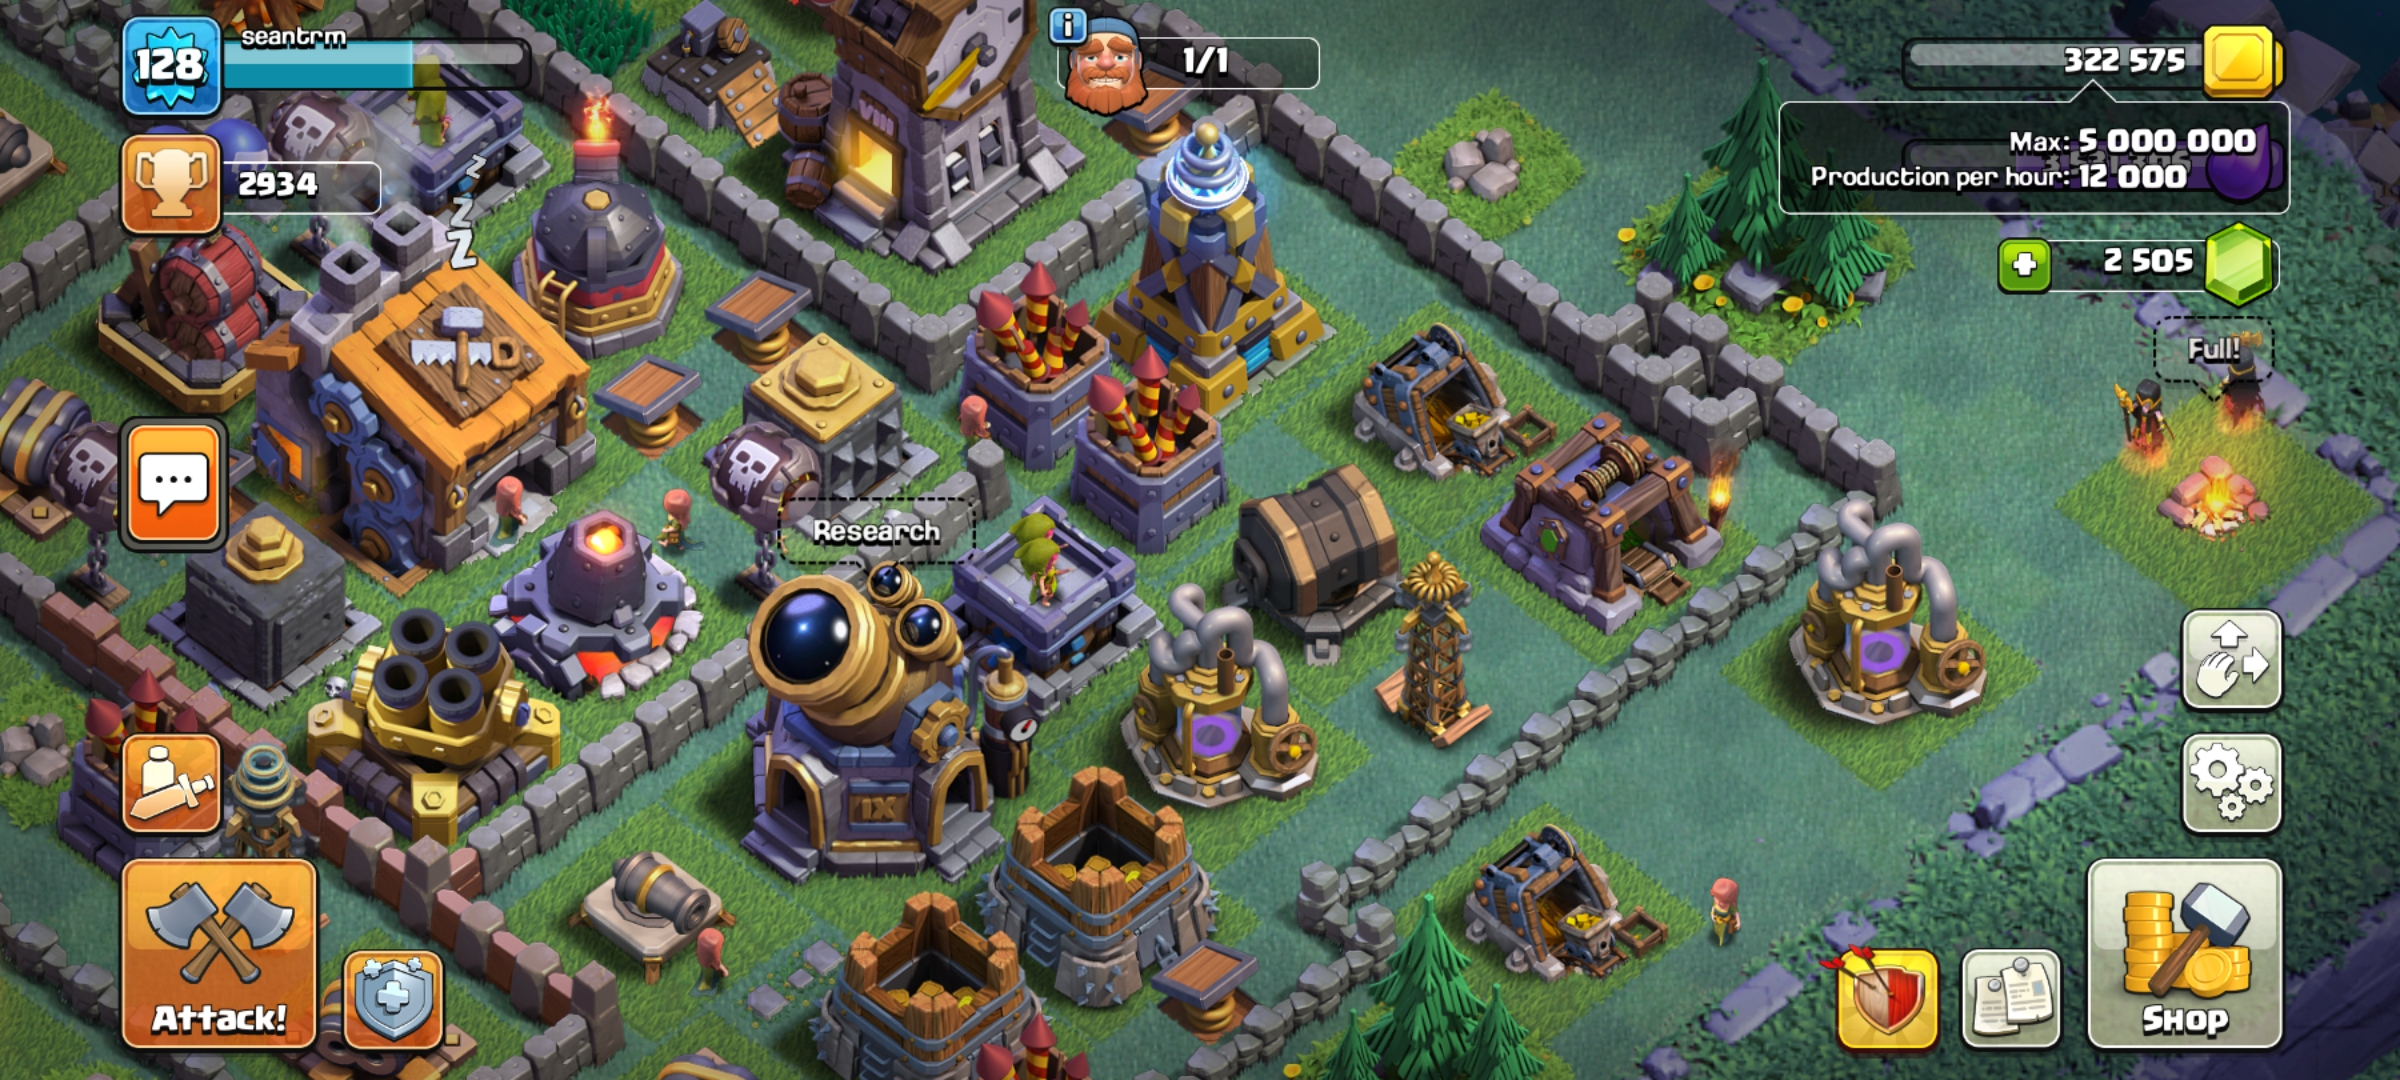 seantrm
128
1/1
322 575
Max: 5 000 000
Production per hour: 12 000
2934
2 505
z
Z
Z
Full!
VIII
Research
IX
Attack!
Shop